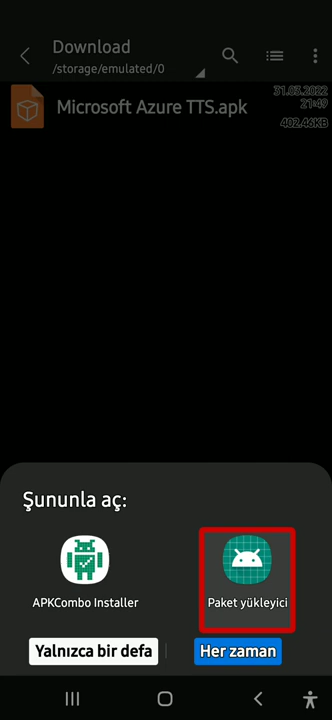 Download
/storage/emulated/0
Microsoft Azure TTS.apk
31.03.2022
21:49
402.46KB
Şununla aç:
APKCombo Installer
Paket yükleyici
Yalnızca bir defa
Her zaman